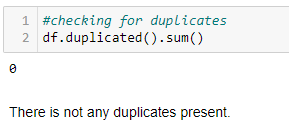 1 #checking for duplicates
2 df.duplicated().sum()
0
There is not any duplicates present.